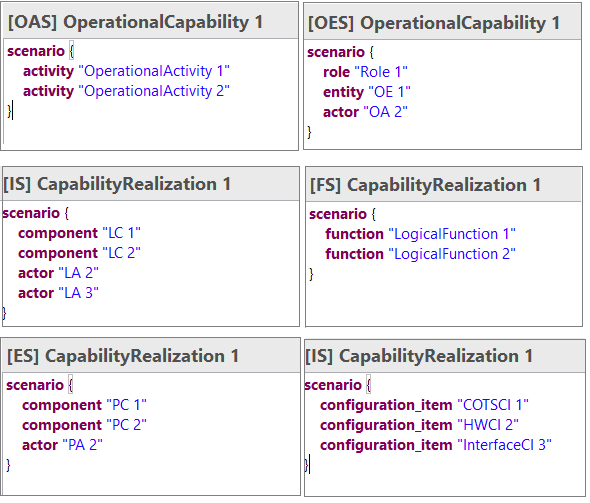 [OAS] OperationalCapability 1
scenario {
activity "OperationalActivity 1"
activity "OperationalActivity 2"
}
[OES] OperationalCapability 1
scenario {
role "Role 1"
entity "OE 1"
actor "OA 2"
}
[IS] CapabilityRealization 1
scenario {
component "LC 1"
component "LC 2"
actor "LA 2"
actor "LA 3"
}
[FS] CapabilityRealization 1
scenario {
function "LogicalFunction 1"
function "LogicalFunction 2"
}
[ES] CapabilityRealization 1
scenario {
component "PC 1"
component "PC 2"
actor "PA 2"
}
[IS] CapabilityRealization 1
scenario {
configuration_item "COTSCI 1"
configuration_item "HWCI 2"
configuration_item "InterfaceCI 3"
}